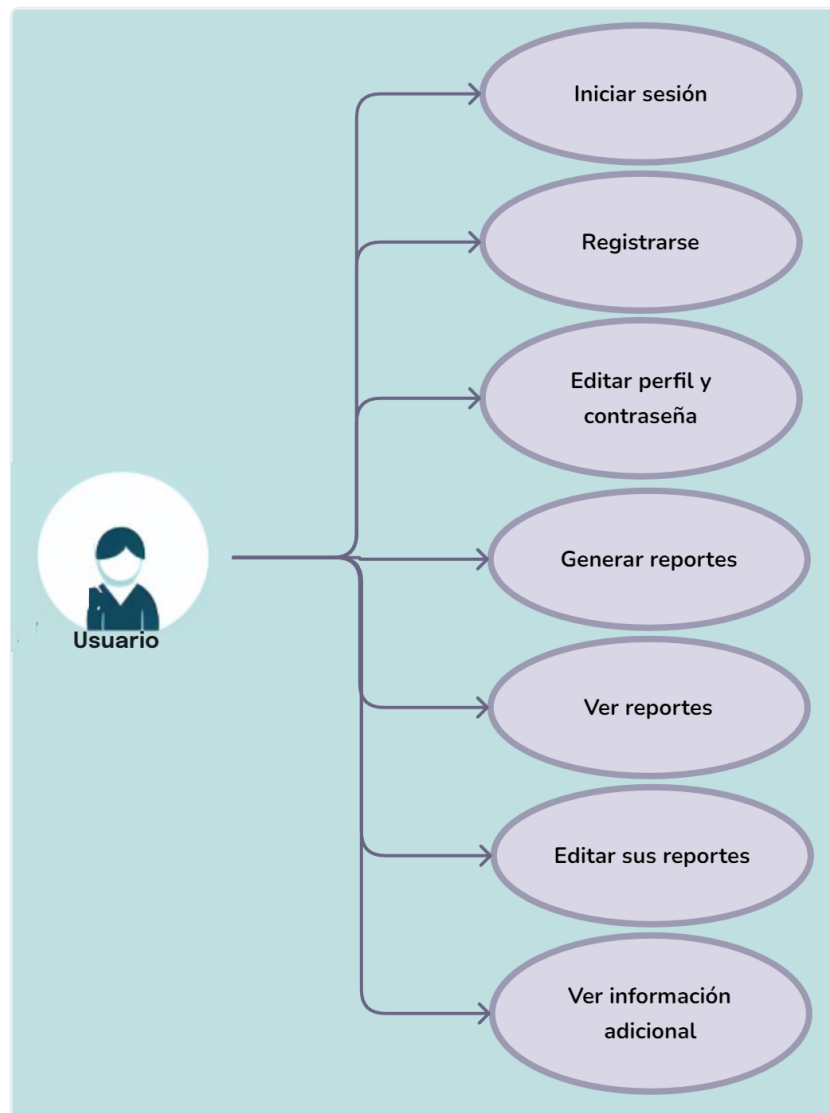 Iniciar sesión
Registrarse
Editar perfil y
contraseña
Generar reportes
Usuario
Ver reportes
Editar sus reportes
Ver información
adicional